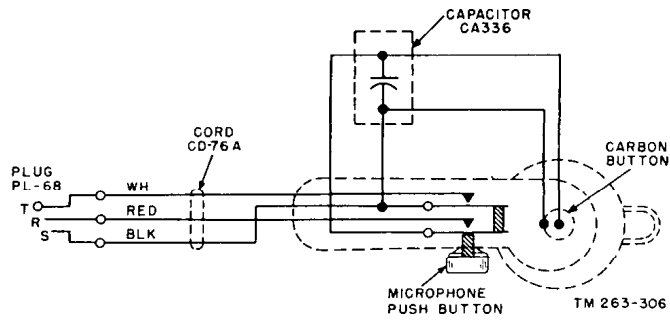 CAPACITOR
CA336
CORD
CD-76A
PLUG
PL-68
T
R
S
WH
RED
BLK
CARBON
BUTTON
MICROPHONE
PUSH BUTTON
TM 263-306